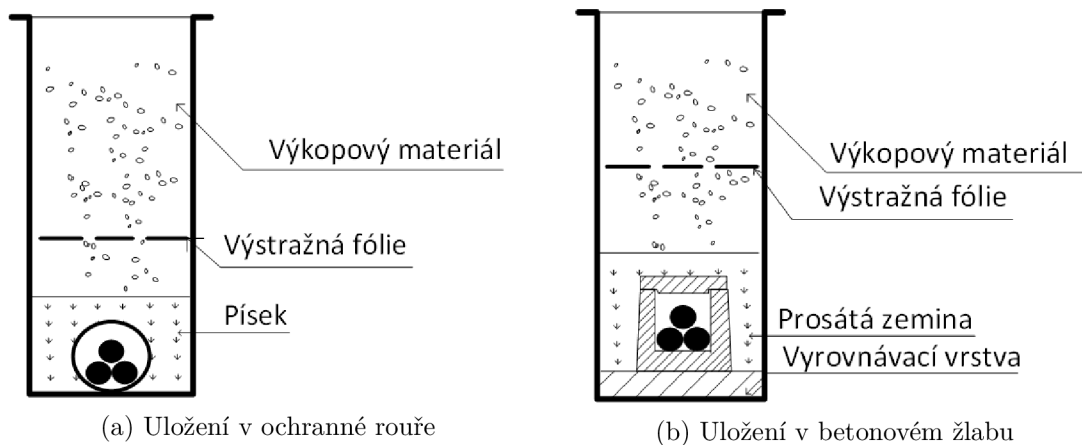 Výkopový materiál
Výstražná fólie
Písek
(a) Uložení v ochranné rouře
Výkopový materiál
Výstražná fólie
Prosátá zemina
Vyrovnávací vrstva
(b) Uložení v betonovém žlabu